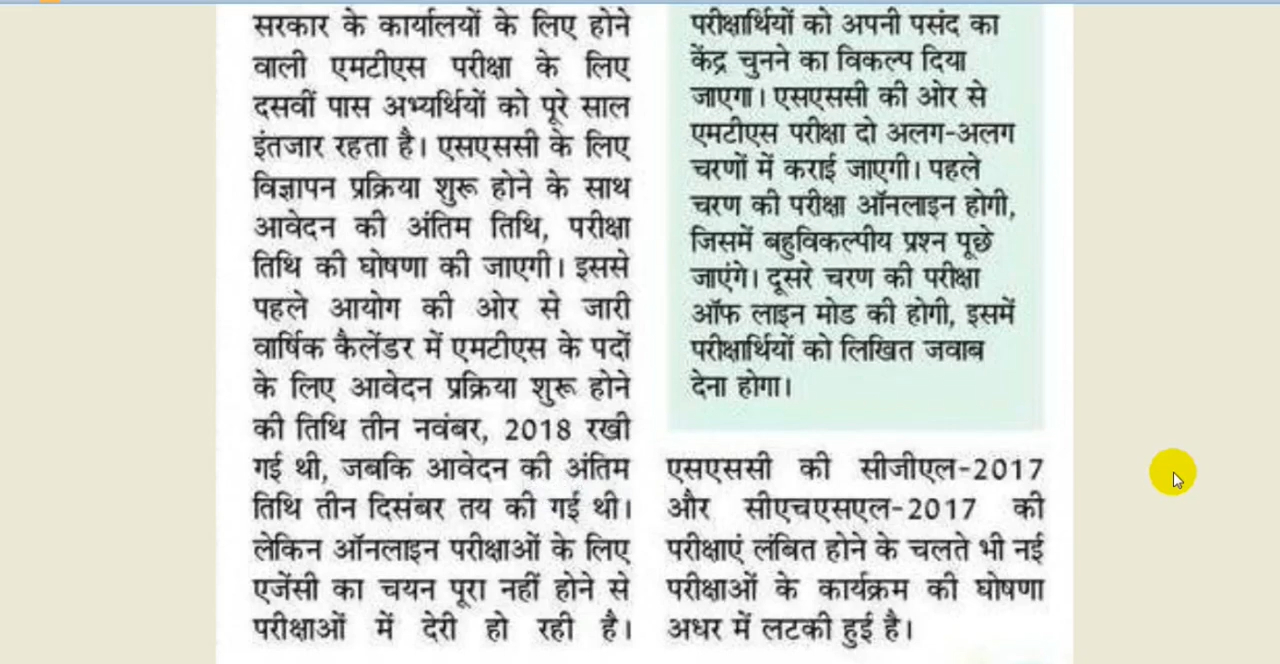 सरकार के कार्यालयों के लिए होने
वाली एमटीएस परीक्षा के लिए
दसवीं पास अभ्यर्थियों को पूरे साल
इंतजार रहता है। एसएससी के लिए
विज्ञापन प्रक्रिया शुरू होने के साथ
आवेदन की अंतिम तिथि, परीक्षा
तिथि की घोषणा की जाएगी। इससे
पहले आयोग की ओर से जारी
वार्षिक कैलेंडर में एमटीएस के पदों
के लिए आवेदन प्रक्रिया शुरू होने
की तिथि तीन नवंबर, 2018 रखी
गई थी, जबकि आवेदन की अंतिम
तिथि तीन दिसंबर तय की गई थी।
लेकिन ऑनलाइन परीक्षाओं के लिए
एजेंसी का चयन पूरा नहीं होने से
परीक्षाओं में देरी हो रही है।
परीक्षार्थियों को अपनी पसंद का
केंद्र चुनने का विकल्प दिया
जाएगा। एसएससी की ओर से
एमटीएस परीक्षा दो अलग-अलग
चरणों में कराई जाएगी। पहले
चरण की परीक्षा ऑनलाइन होगी,
जिसमें बहुविकल्पीय प्रश्न पूछे
जाएंगे। दूसरे चरण की परीक्षा
ऑफ लाइन मोड की होगी, इसमें
परीक्षार्थियों को लिखित जवाब
देना होगा।
एसएससी की सीजीएल-2017
और सीएचएसएल-2017 की
परीक्षाएं लंबित होने के चलते भी नई
परीक्षाओं के कार्यक्रम की घोषणा
अधर में लटकी हुई है।